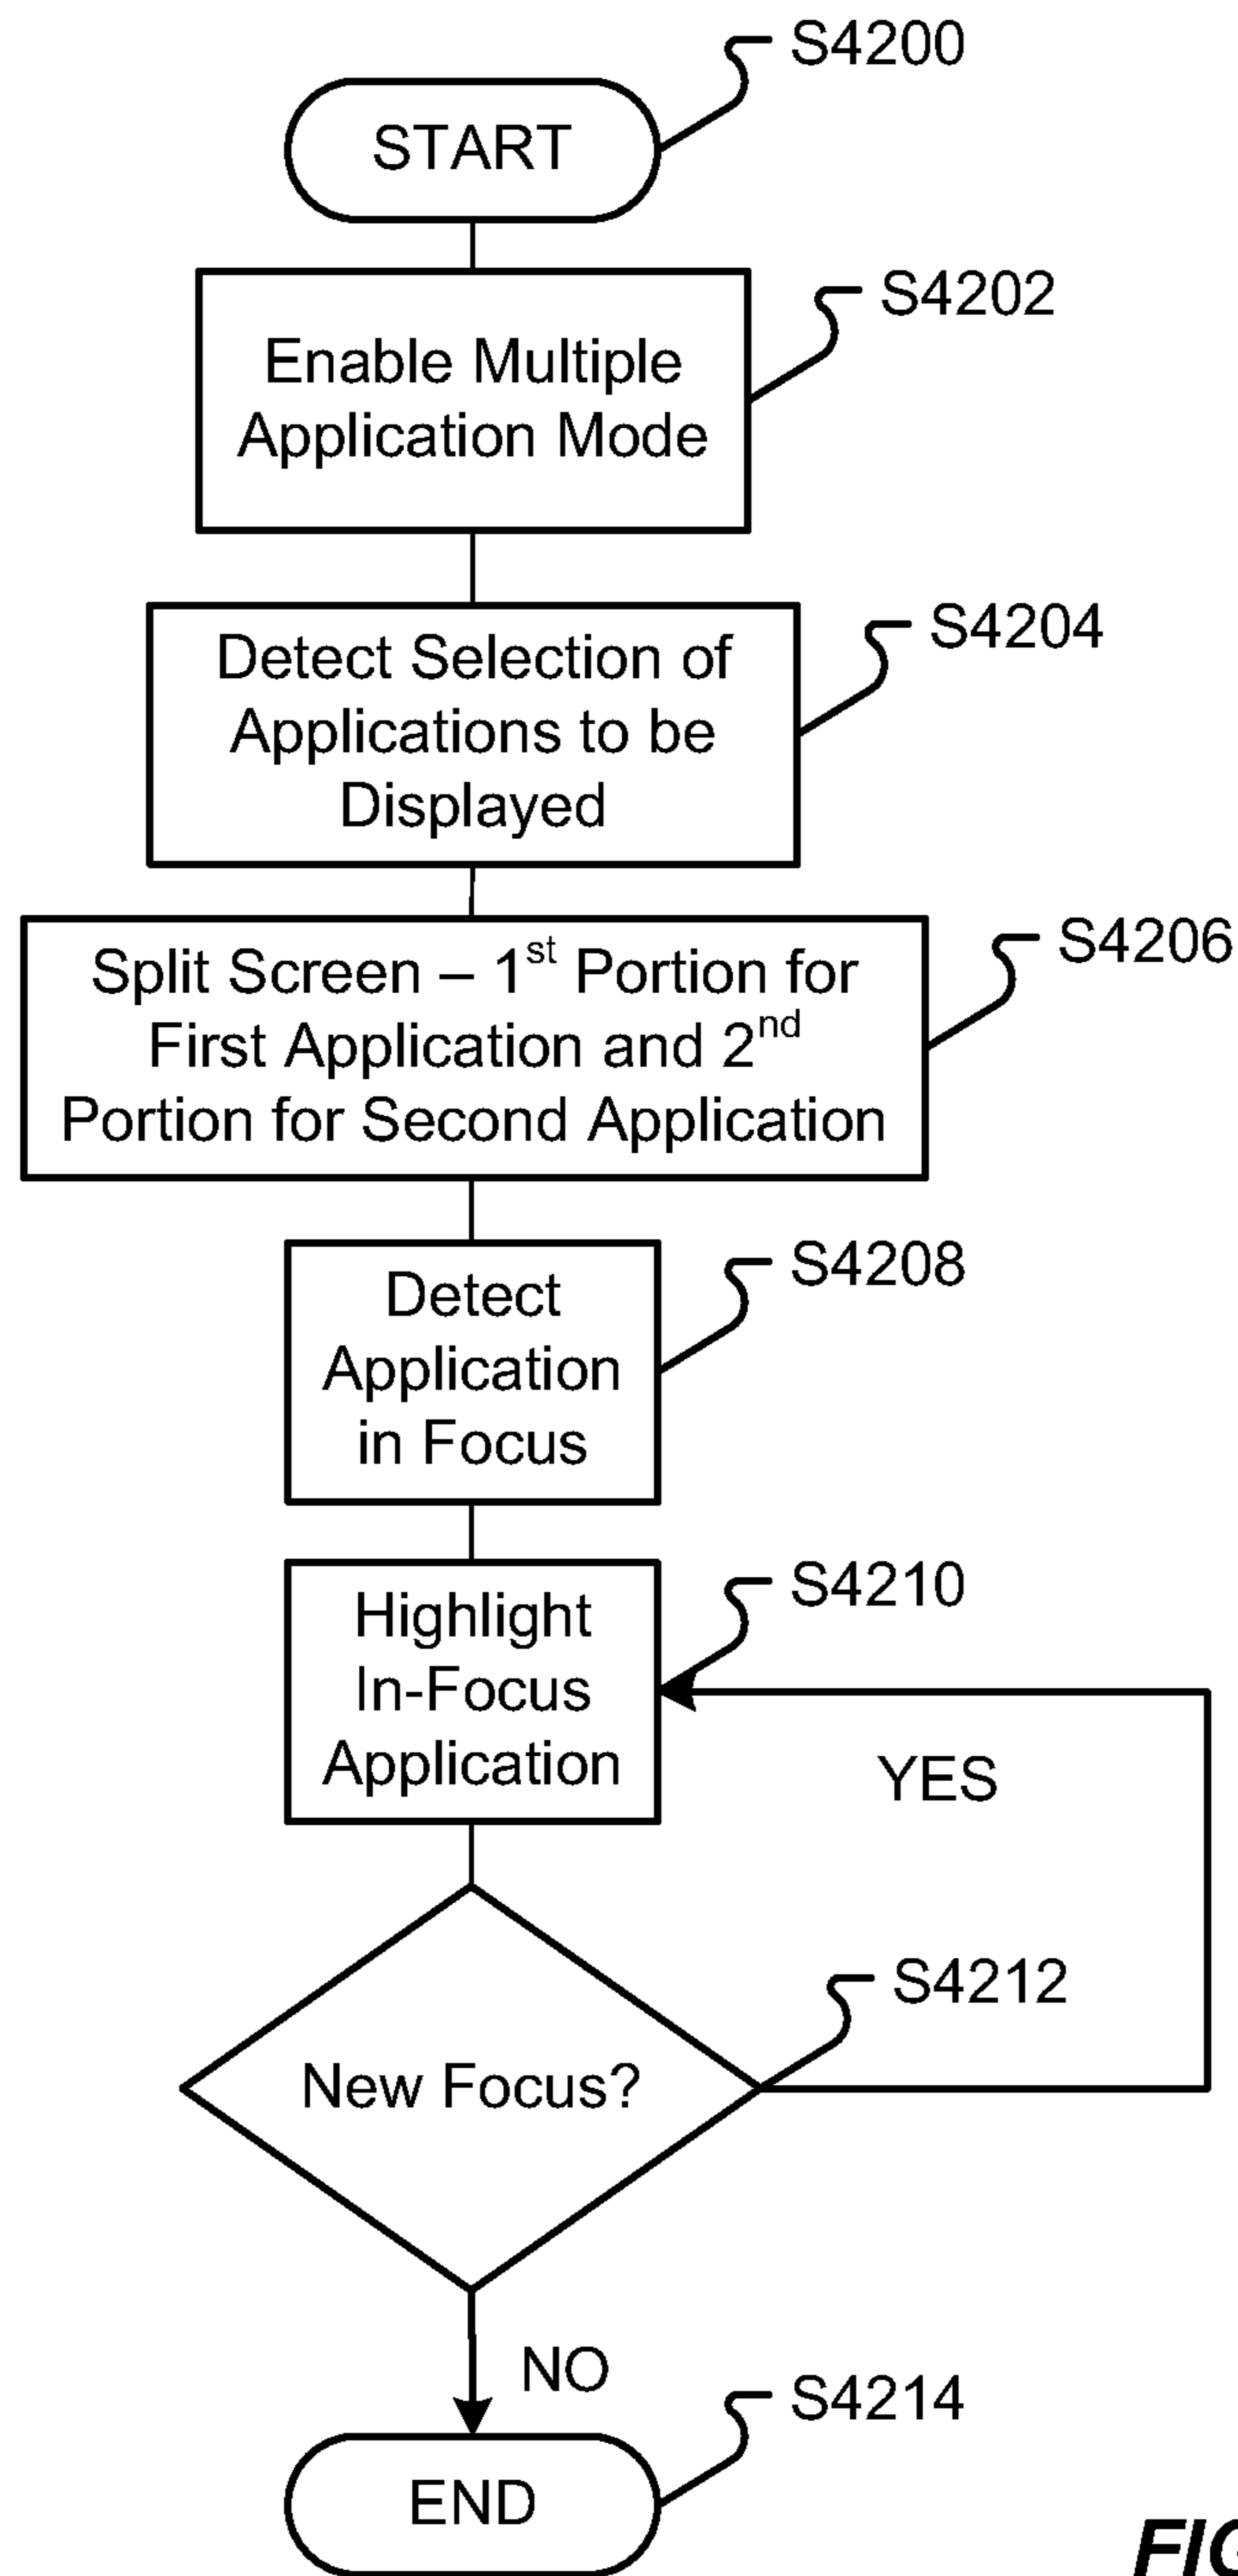 S4200
START
S4202
Enable Multiple
Application Mode
S4204
Detect Selection of
Applications to be
Displayed
S4206
Split Screen – 1st Portion for
First Application and 2nd
Portion for Second Application
S4208
Detect
Application
in Focus
S4210
Highlight
In-Focus
Application
YES
S4212
New Focus?
NO
S4214
END